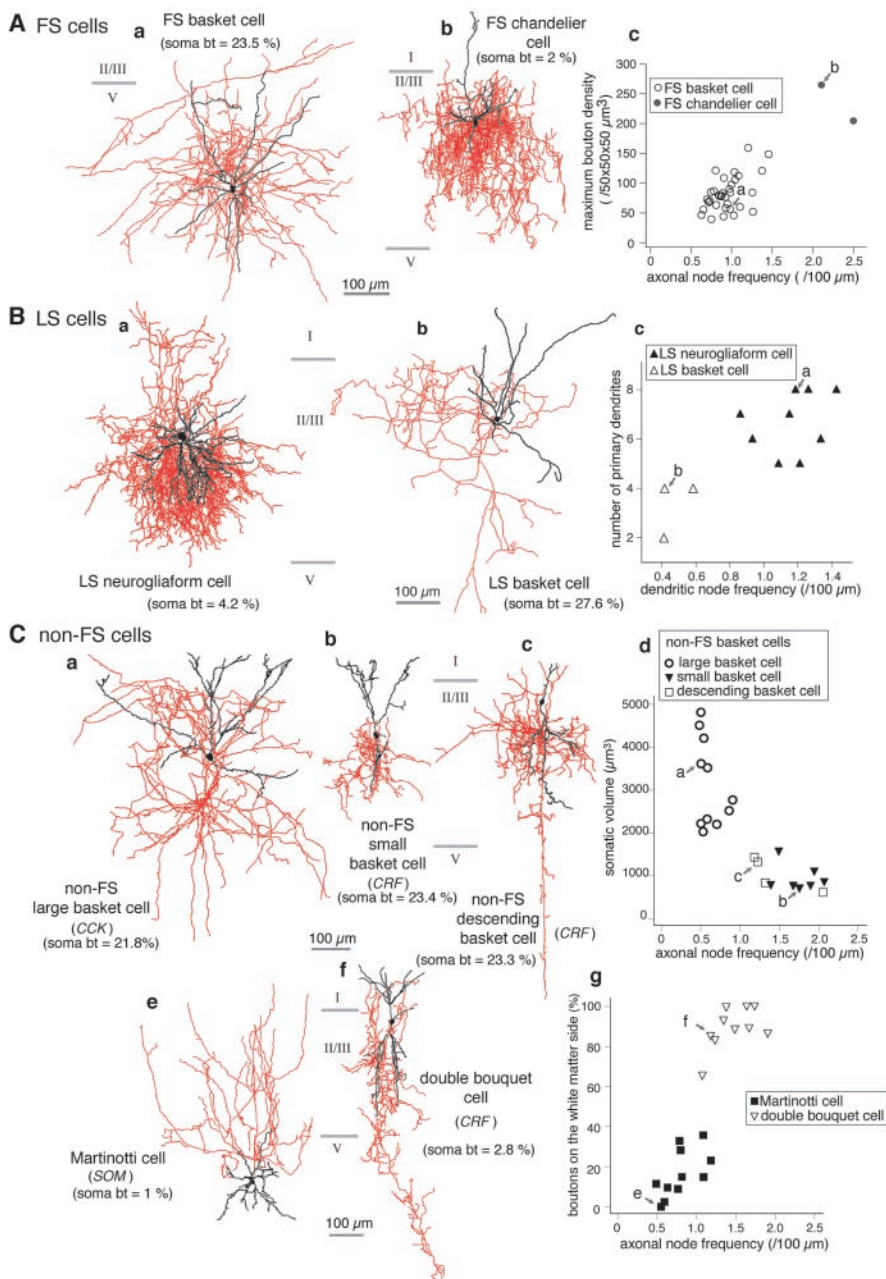 A FS cells
a
FS basket cell
(soma bt = 23.5 %)
II/III
V
b
FS chandelier
cell
(soma bt = 2 %)
I
II/III
V
100 µm
c
maximum bouton density
( /50x50x50 µm³)
300
250
200
150
100
50
0
FS basket cell
FS chandelier cell
b
a
0 0.5 1.0 1.5 2.0 2.5
axonal node frequency ( /100 µm)
B LS cells
a
I
II/III
V
LS neurogliaform cell
(soma bt = 4.2 %)
b
100 µm
LS basket cell
(soma bt = 27.6 %)
c
LS neurogliaform cell
LS basket cell
number of primary dendrites
8
6
4
2
a
b
0.4 0.6 0.8 1.0 1.2 1.4
dendritic node frequency (/100 µm)
C non-FS cells
a
non-FS
large basket cell
(CCK)
(soma bt = 21.8%)
b
non-FS
small
basket cell
(CRF)
(soma bt = 23.4 %)
I
II/III
V
100 µm
c
non-FS
descending
basket cell
(CRF)
(soma bt = 23.3 %)
d
non-FS basket cells
large basket cell
small basket cell
descending basket cell
somatic volume (µm³)
5000
4000
3000
2000
1000
0
a
c
b
0 0.5 1.0 1.5 2.0 2.5
axonal node frequency (/100 µm)
e
Martinotti cell
(SOM)
(soma bt = 1 %)
I
II/III
V
100 µm
f
double bouquet
cell
(CRF)
(soma bt = 2.8 %)
g
boutons on the white matter side (%)
100
80
60
40
20
0
f
e
Martinotti cell
double bouquet cell
0 0.5 1.0 1.5 2.0 2.5
axonal node frequency (/100 µm)